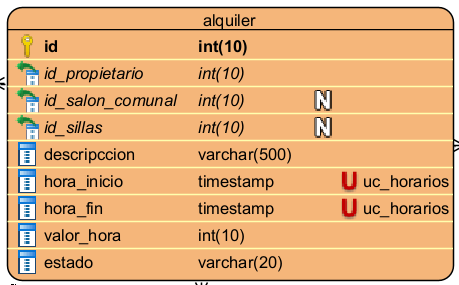 alquiler
id int(10)
id_propietario int(10)
id_salon_comunal int(10) N
id_sillas int(10) N
descripccion varchar(500)
hora_inicio timestamp U uc_horarios
hora_fin timestamp U uc_horarios
valor_hora int(10)
estado varchar(20)